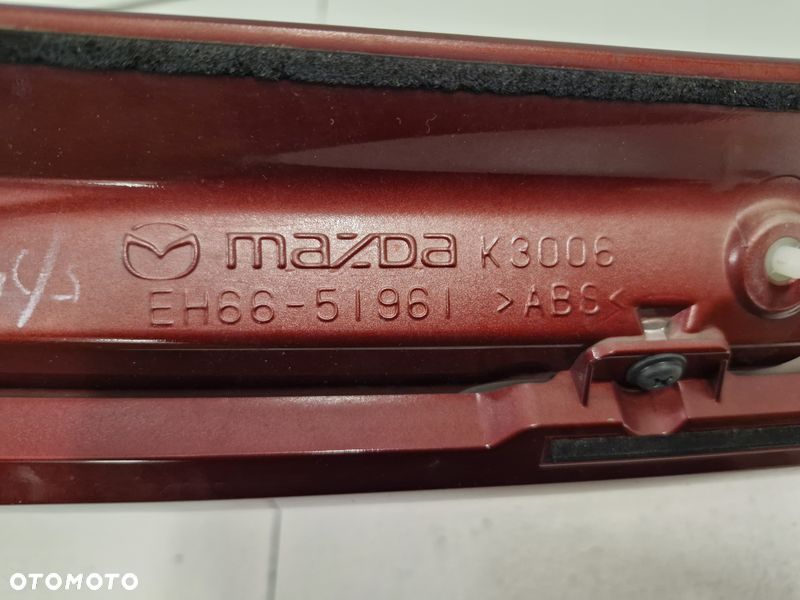 mazda K3006
EH66-51961 >ABS<
OTOMOTO